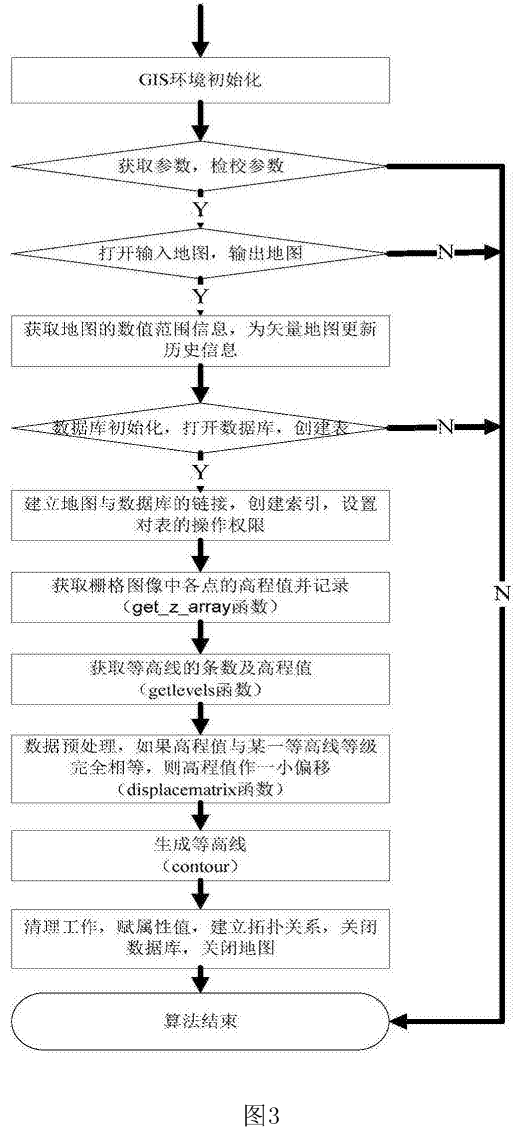 GIS环境初始化
获取参数，检校参数
Y
打开输入地图，输出地图
N
Y
获取地图的数值范围信息，为矢量地图更新
历史信息
数据库初始化，打开数据库，创建表
N
Y
建立地图与数据库的链接，创建索引，设置
对表的操作权限
获取栅格图像中各点的高程值并记录
（get_z_array函数）
N
获取等高线的条数及高程值
（getlevels函数）
数据预处理，如果高程值与某一等高线等级
完全相等，则高程值作一小偏移
（displacematrix函数）
生成等高线
（contour）
清理工作，赋属性值，建立拓扑关系，关闭
数据库，关闭地图
算法结束
图3